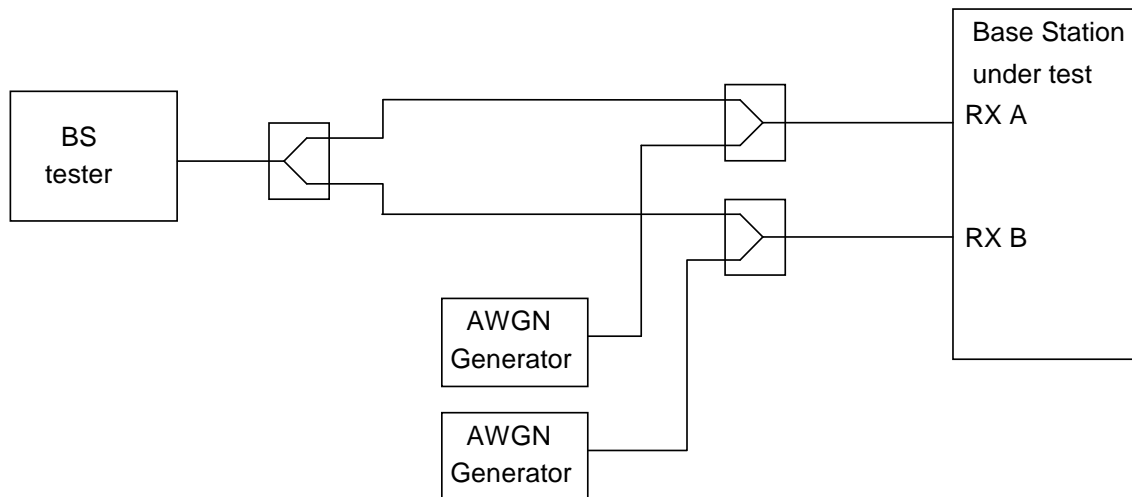 BS
tester
Base Station
under test
RX A
RX B
AWGN
Generator
AWGN
Generator